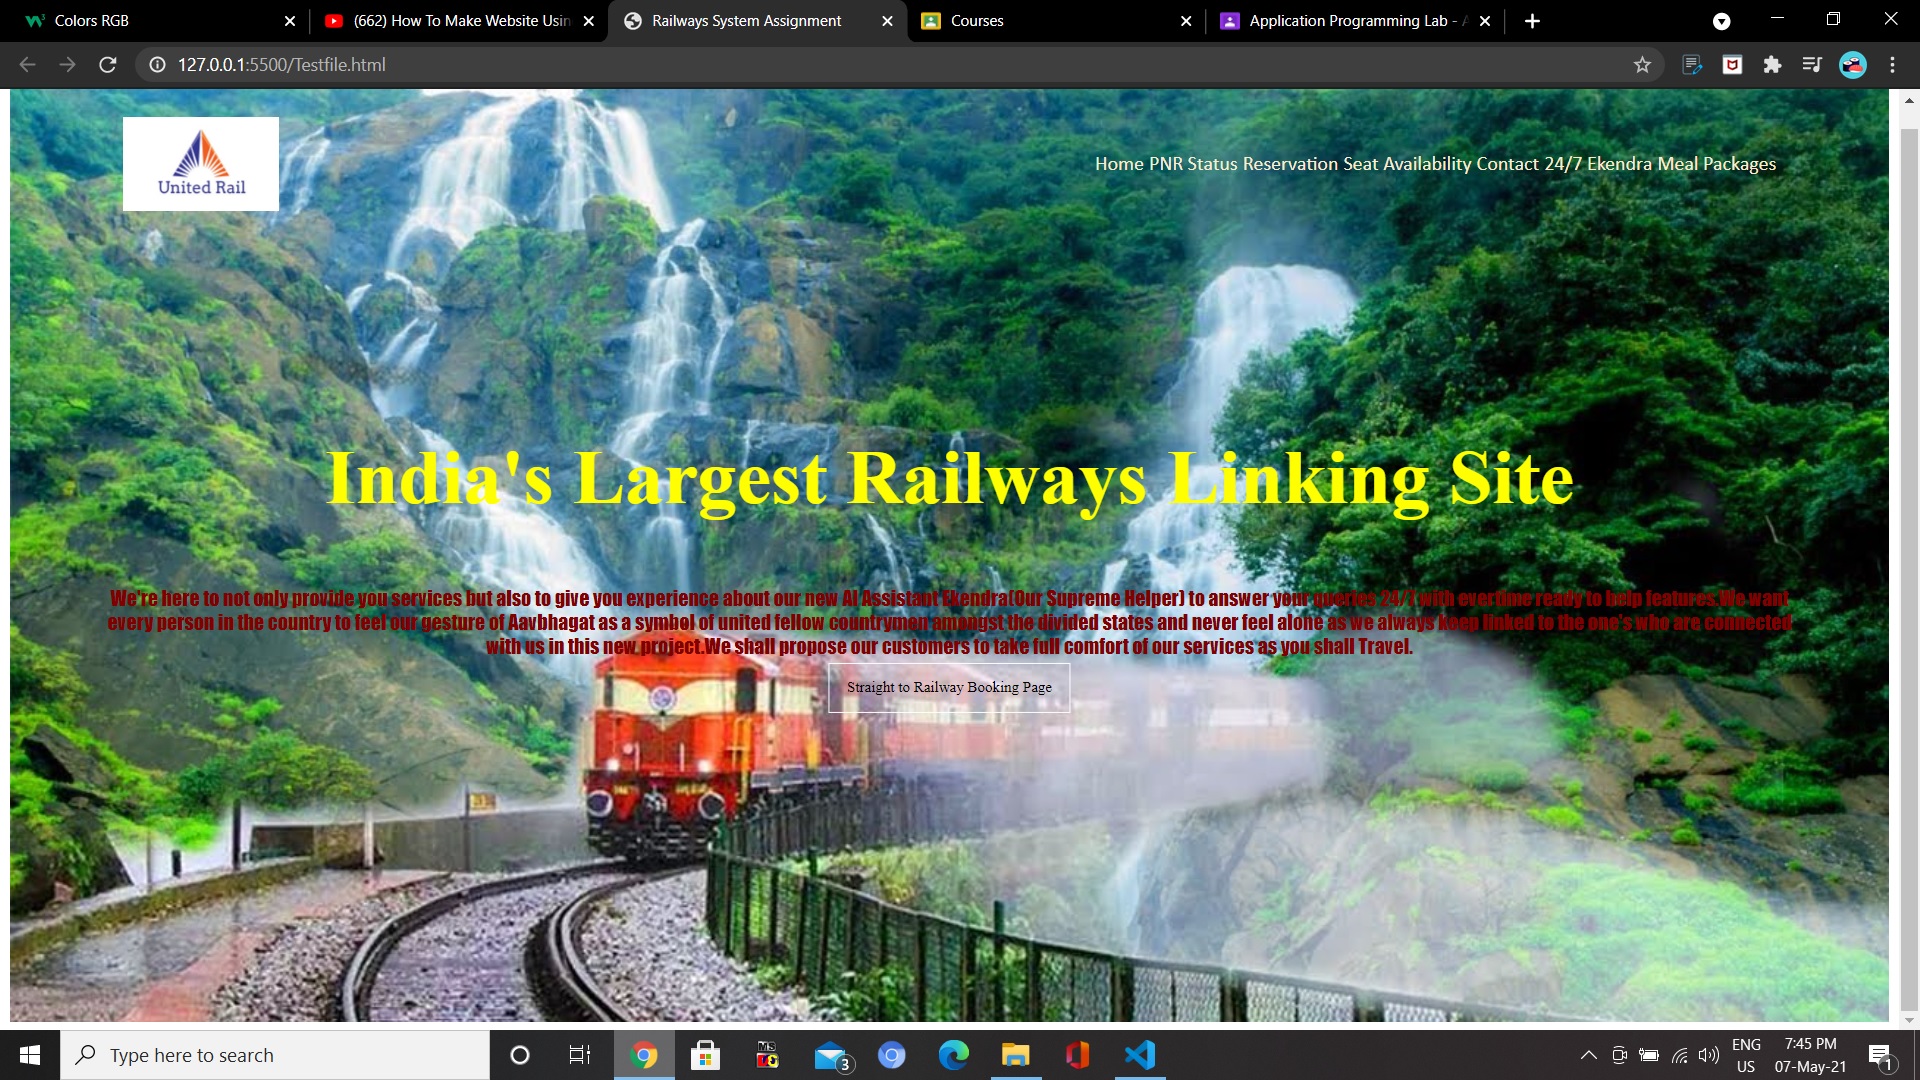 Colors RGB
(662) How To Make Website Usin
Railways System Assignment
Courses
Application Programming Lab - A
127.0.0.1:5500/Testfile.html
United Rail
Home PNR Status Reservation Seat Availability Contact 24/7 Ekendra Meal Packages
India's Largest Railways Linking Site
We're here to not only provide you services but also to give you experience about our new AI Assistant Ekendra(Our Supreme Helper) to answer your queries 24/7 with evertime ready to help features.We want
every person in the country to feel our gesture of Aavbhagat as a symbol of united fellow countrymen amongst the divided states and never feel alone as we always keep linked to the one's who are connected
with us in this new project.We shall propose our customers to take full comfort of our services as you shall Travel.
Straight to Railway Booking Page
Type here to search
3
ENG
US
7:45 PM
07-May-21
1